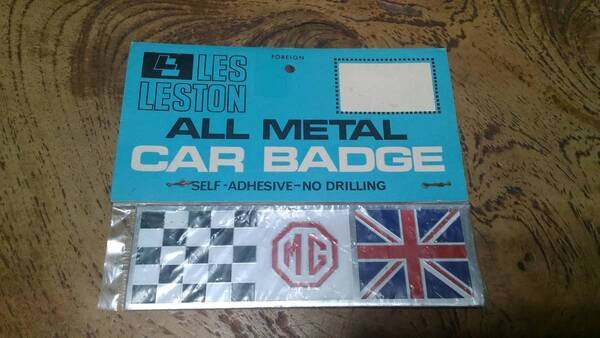 FOREIGN
LES
LESTON
ALL METAL
CAR BADGE
SELF-ADHESIVE-NO DRILLING
MG